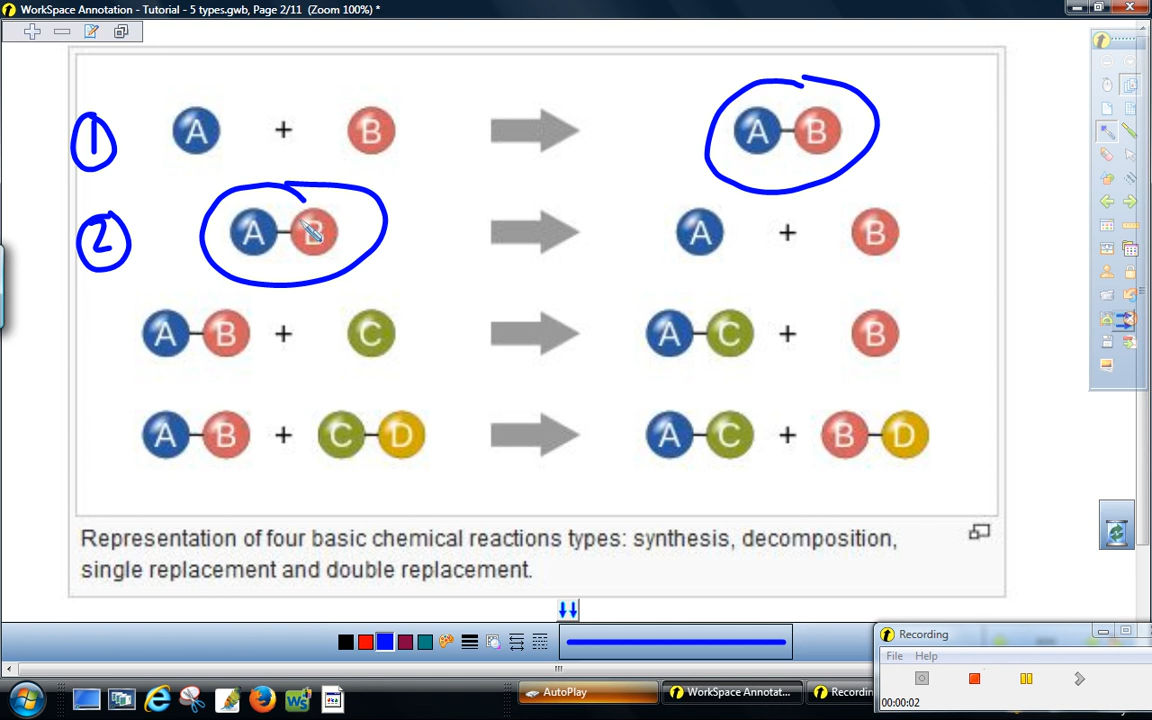 WorkSpace Annotation - Tutorial - 5 types.gwb, Page 2/11 (Zoom 100%) *
1 A + B A B
2 A B A + B
A B + C A C + B
A B + C D A C + B D
Representation of four basic chemical reactions types: synthesis, decomposition,
single replacement and double replacement.
Recording
File Help
00:00:02
AutoPlay
WorkSpace Annotat...
Recordin